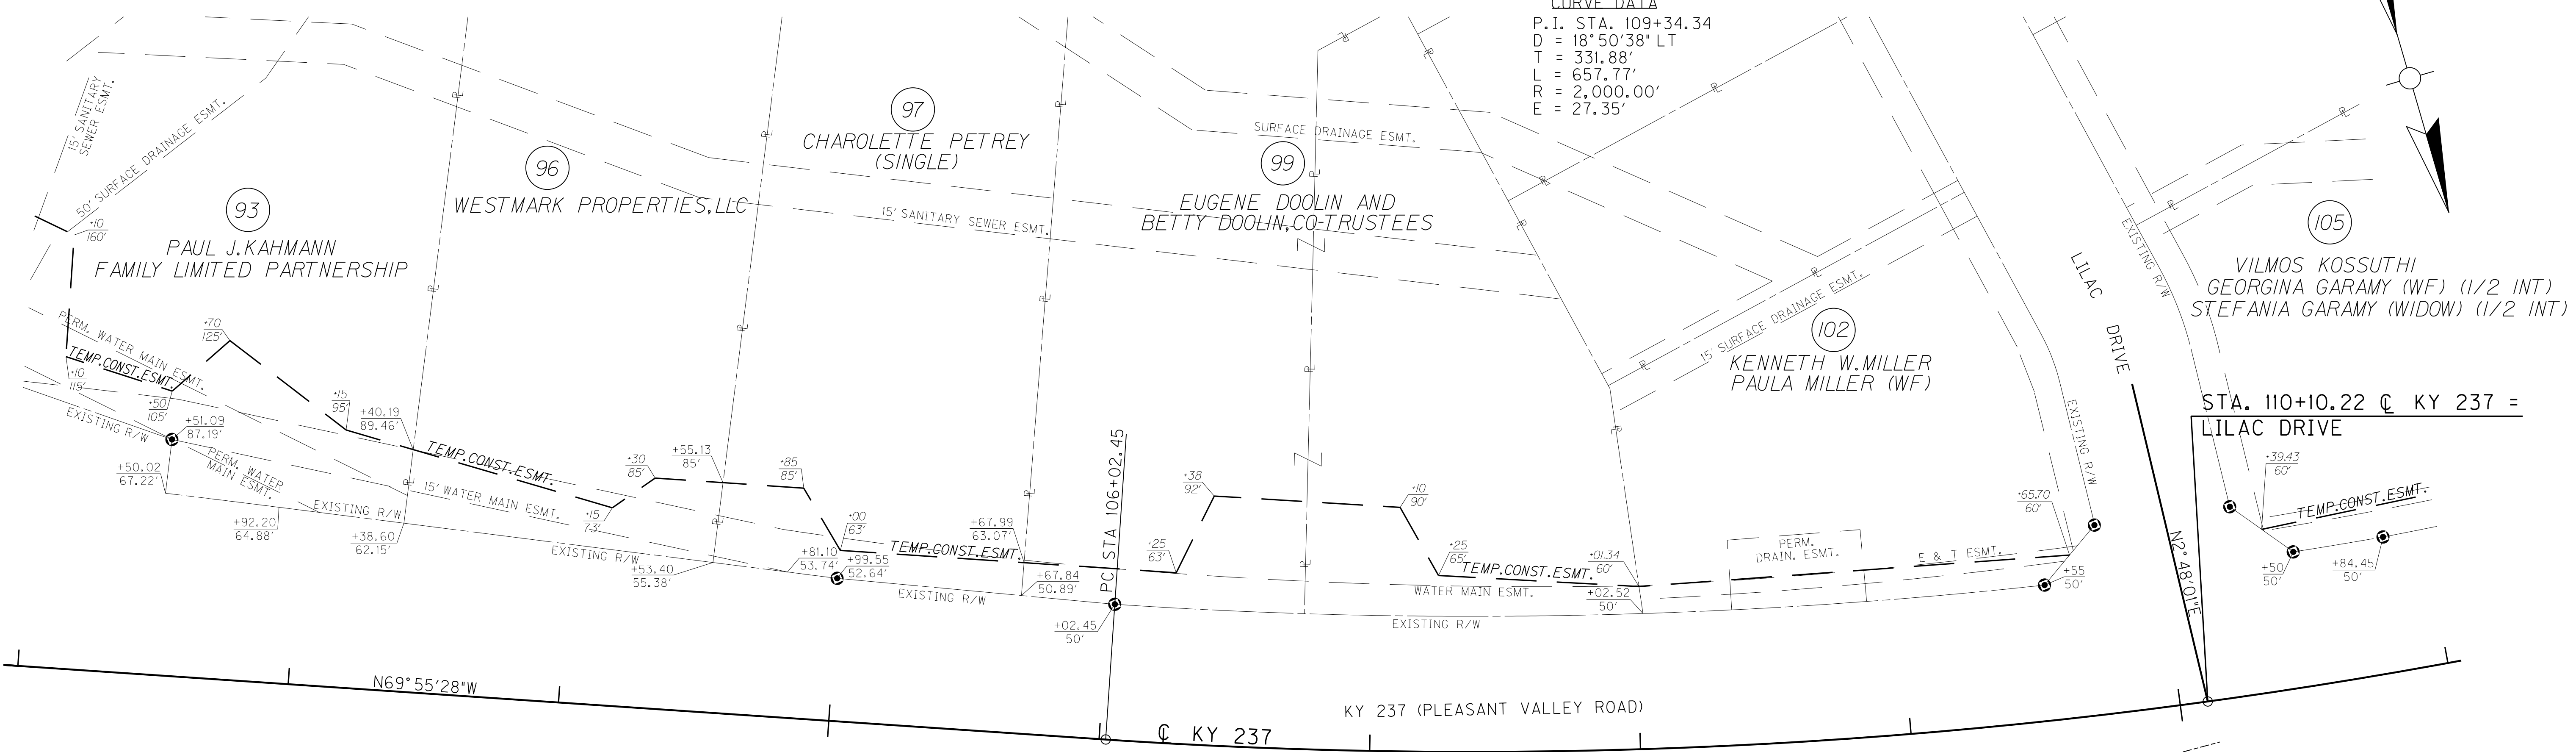 CURVE DATA
P.I. STA. 109+34.34
D = 18°50'38" LT
T = 331.88'
L = 657.77'
R = 2,000.00'
E = 27.35'
15' SANITARY
SEWER ESMT.
50' SURFACE DRAINAGE ESMT.
+10
160'
93
PAUL J. KAHMANN
FAMILY LIMITED PARTNERSHIP
96
WESTMARK PROPERTIES, LLC
97
CHAROLETTE PETREY
(SINGLE)
15' SANITARY SEWER ESMT.
SURFACE DRAINAGE ESMT.
99
EUGENE DOOLIN AND
BETTY DOOLIN, CO-TRUSTEES
15' SURFACE DRAINAGE ESMT.
102
KENNETH W. MILLER
PAULA MILLER (WF)
EXISTING R/W
LILAC DRIVE
EXISTING R/W
105
VILMOS KOSSUTHI
GEORGINA GARAMY (WF) (1/2 INT)
STEFANIA GARAMY (WIDOW) (1/2 INT)
STA. 110+10.22 ℄ KY 237 =
LILAC DRIVE
PERM. WATER MAIN ESMT.
TEMP. CONST. ESMT.
+10
115'
+70
125'
+50
105'
EXISTING R/W
+51.09
87.19'
+15
95'
+40.19
89.46'
+50.02
67.22'
PERM. WATER
MAIN ESMT.
+92.20
64.88'
EXISTING R/W
+38.60
62.15'
TEMP. CONST. ESMT.
15' WATER MAIN ESMT.
+15
73'
+30
85'
+55.13
85'
EXISTING R/W
+53.40
55.38'
+85
85'
+00
63'
+81.10
53.74'
+99.55
52.64'
TEMP. CONST. ESMT.
+67.99
63.07'
EXISTING R/W
+67.84
50.89'
PC STA 106+02.45
+02.45
50'
+25
63'
+38
92'
+10
90'
+25
65'
TEMP. CONST. ESMT.
WATER MAIN ESMT.
EXISTING R/W
+01.34
60'
+02.52
50'
PERM.
DRAIN. ESMT.
E & T ESMT.
+65.70
60'
+55
50'
N2°48'01"E
+39.43
60'
TEMP. CONST. ESMT.
+50
50'
+84.45
50'
N69°55'28"W
℄ KY 237
KY 237 (PLEASANT VALLEY ROAD)